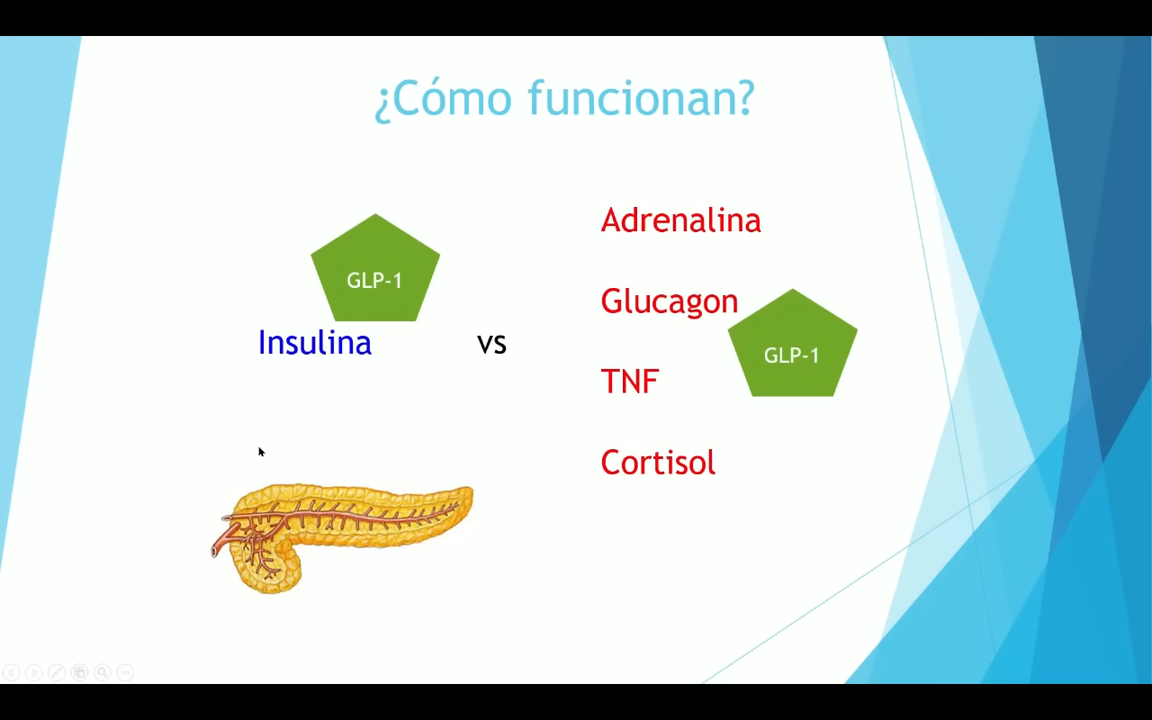 ¿Cómo funcionan?
GLP-1
Insulina
vs
Adrenalina
Glucagon
GLP-1
TNF
Cortisol